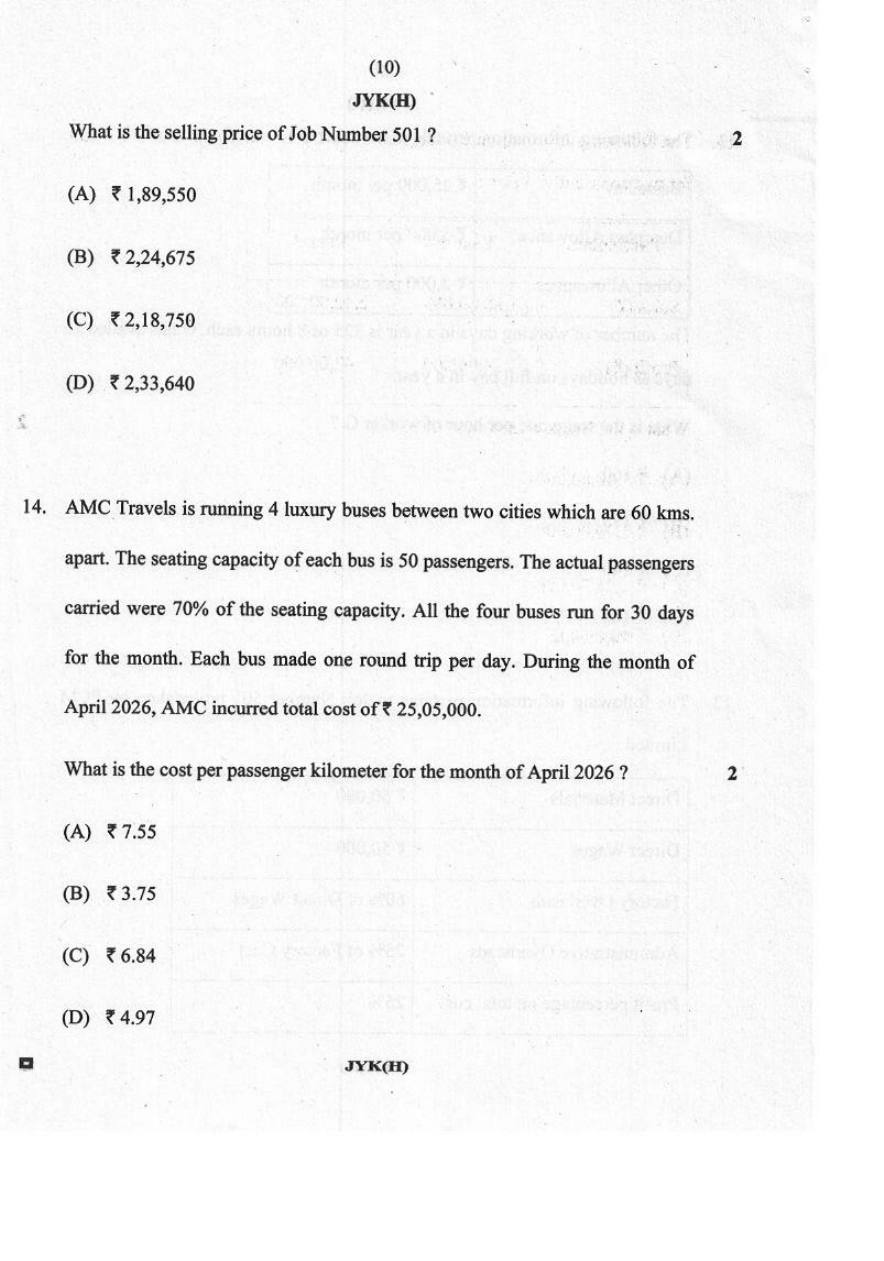 (10)
JYK(H)
What is the selling price of Job Number 501 ? 2
(A) ₹ 1,89,550
(B) ₹ 2,24,675
(C) ₹ 2,18,750
(D) ₹ 2,33,640
14. AMC Travels is running 4 luxury buses between two cities which are 60 kms.
apart. The seating capacity of each bus is 50 passengers. The actual passengers
carried were 70% of the seating capacity. All the four buses run for 30 days
for the month. Each bus made one round trip per day. During the month of
April 2026, AMC incurred total cost of ₹ 25,05,000.
What is the cost per passenger kilometer for the month of April 2026 ? 2
(A) ₹ 7.55
(B) ₹ 3.75
(C) ₹ 6.84
(D) ₹ 4.97
JYK(H)